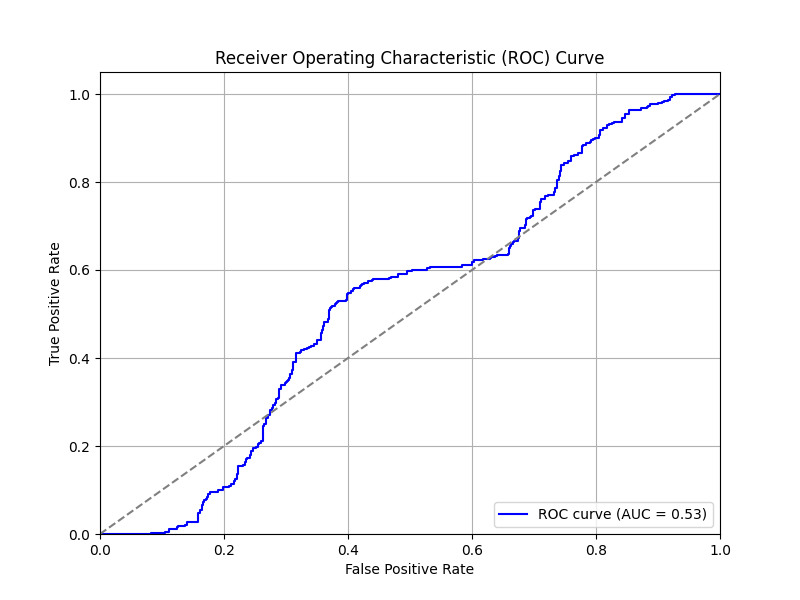 Receiver Operating Characteristic (ROC) Curve
1.0
0.8
0.6
0.4
0.2
0.0
True Positive Rate
ROC curve (AUC = 0.53)
0.0 0.2 0.4 0.6 0.8 1.0
False Positive Rate